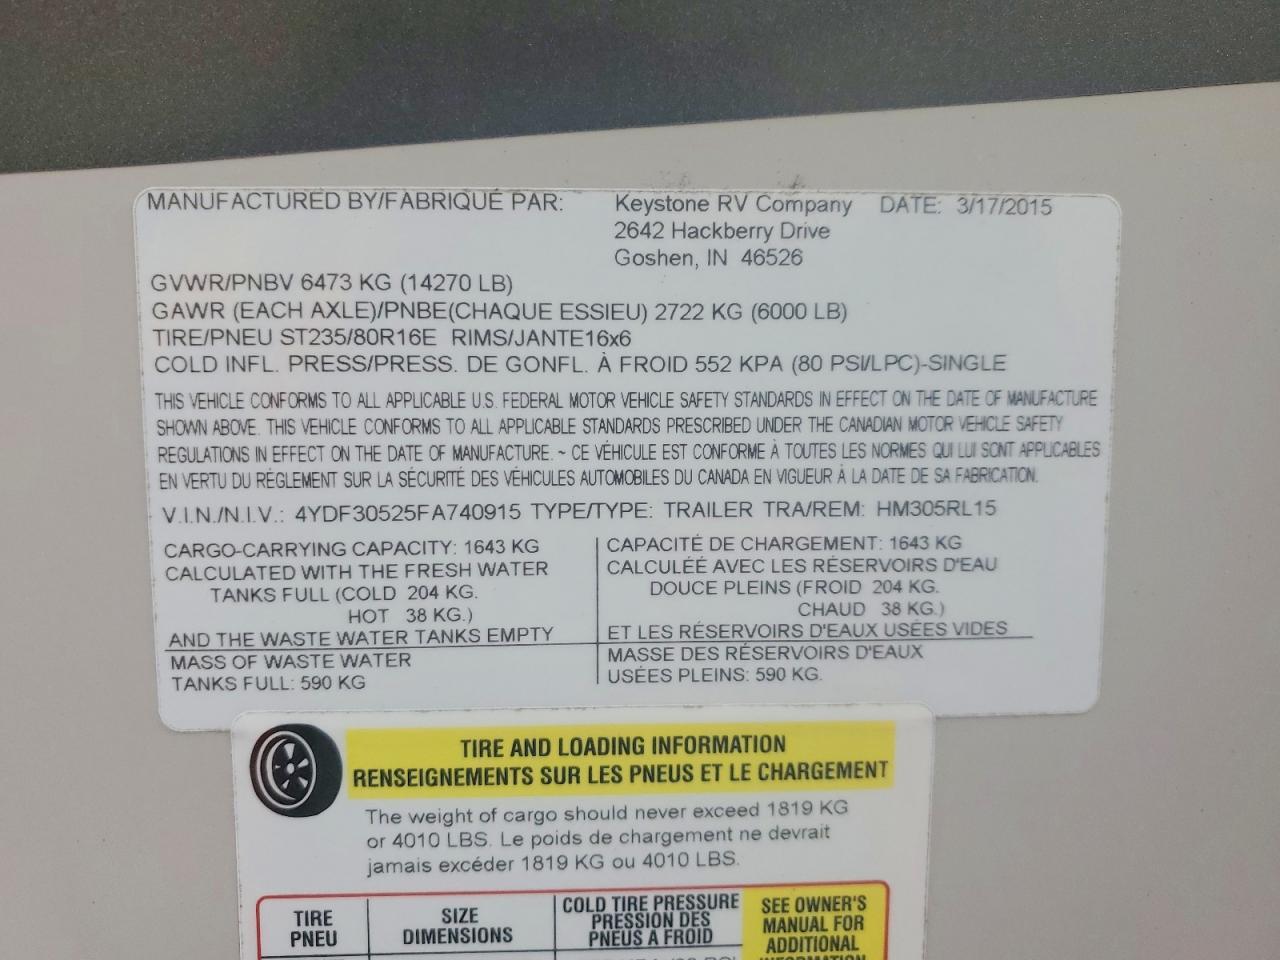 MANUFACTURED BY/FABRIQUÉ PAR: Keystone RV Company DATE: 3/17/2015
2642 Hackberry Drive
Goshen, IN 46526
GVWR/PNBV 6473 KG (14270 LB)
GAWR (EACH AXLE)/PNBE(CHAQUE ESSIEU) 2722 KG (6000 LB)
TIRE/PNEU ST235/80R16E RIMS/JANTE16x6
COLD INFL. PRESS/PRESS. DE GONFL. À FROID 552 KPA (80 PSI/LPC)-SINGLE
THIS VEHICLE CONFORMS TO ALL APPLICABLE U.S. FEDERAL MOTOR VEHICLE SAFETY STANDARDS IN EFFECT ON THE DATE OF MANUFACTURE
SHOWN ABOVE. THIS VEHICLE CONFORMS TO ALL APPLICABLE STANDARDS PRESCRIBED UNDER THE CANADIAN MOTOR VEHICLE SAFETY
REGULATIONS IN EFFECT ON THE DATE OF MANUFACTURE. ~ CE VÉHICULE EST CONFORME À TOUTES LES NORMES QUI LUI SONT APPLICABLES
EN VERTU DU RÉGLEMENT SUR LA SÉCURITÉ DES VÉHICULES AUTOMOBILES DU CANADA EN VIGUEUR À LA DATE DE SA FABRICATION.
V.I.N./N.I.V.: 4YDF30525FA740915 TYPE/TYPE: TRAILER TRA/REM: HM305RL15
CARGO-CARRYING CAPACITY: 1643 KG
CALCULATED WITH THE FRESH WATER
TANKS FULL (COLD 204 KG.
HOT 38 KG.)
AND THE WASTE WATER TANKS EMPTY
MASS OF WASTE WATER
TANKS FULL: 590 KG
CAPACITÉ DE CHARGEMENT: 1643 KG
CALCULÉÉ AVEC LES RÉSERVOIRS D'EAU
DOUCE PLEINS (FROID 204 KG.
CHAUD 38 KG.)
ET LES RÉSERVOIRS D'EAUX USÉES VIDES
MASSE DES RÉSERVOIRS D'EAUX
USÉES PLEINS: 590 KG.
TIRE AND LOADING INFORMATION
RENSEIGNEMENTS SUR LES PNEUS ET LE CHARGEMENT
The weight of cargo should never exceed 1819 KG
or 4010 LBS. Le poids de chargement ne devrait
jamais excéder 1819 KG ou 4010 LBS.
TIRE
PNEU
SIZE
DIMENSIONS
COLD TIRE PRESSURE
PRESSION DES
PNEUS A FROID
SEE OWNER'S
MANUAL FOR
ADDITIONAL
INFORMATION